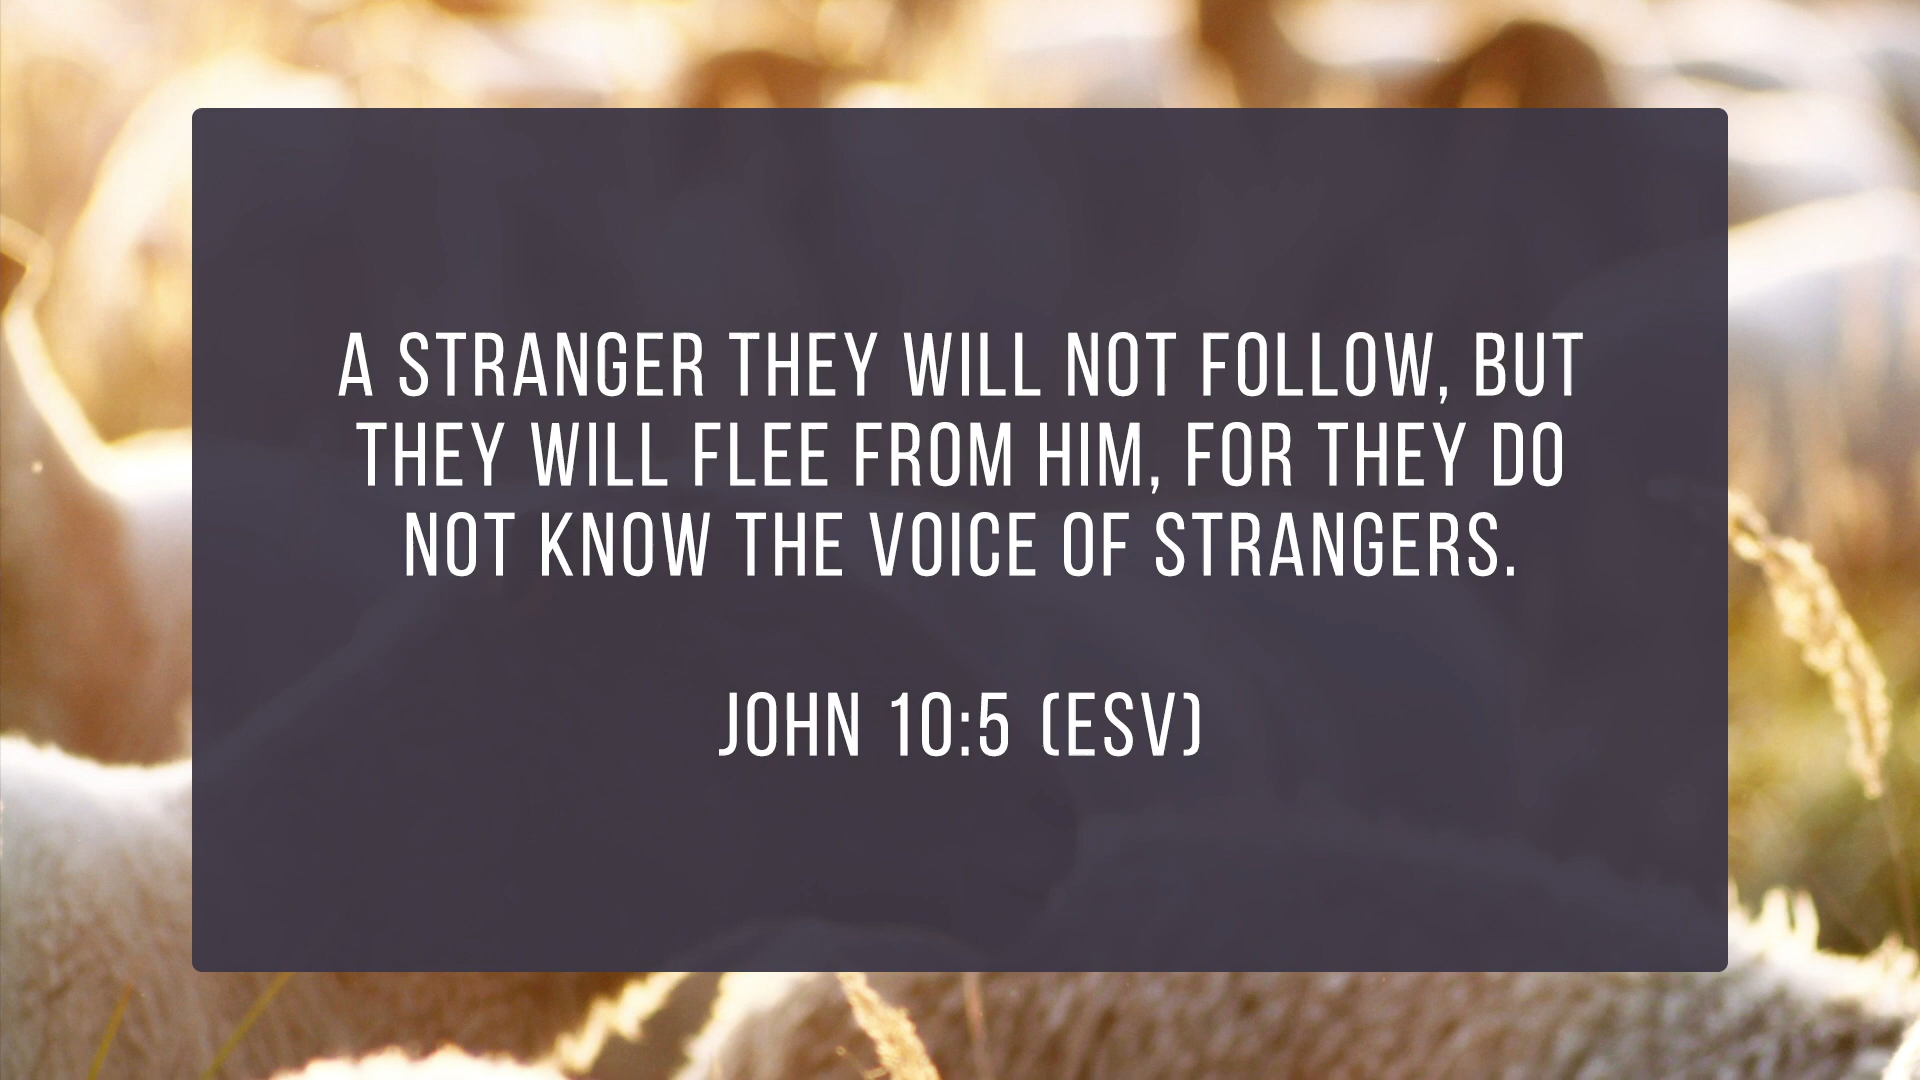 A STRANGER THEY WILL NOT FOLLOW, BUT
THEY WILL FLEE FROM HIM, FOR THEY DO
NOT KNOW THE VOICE OF STRANGERS.
JOHN 10:5 (ESV)